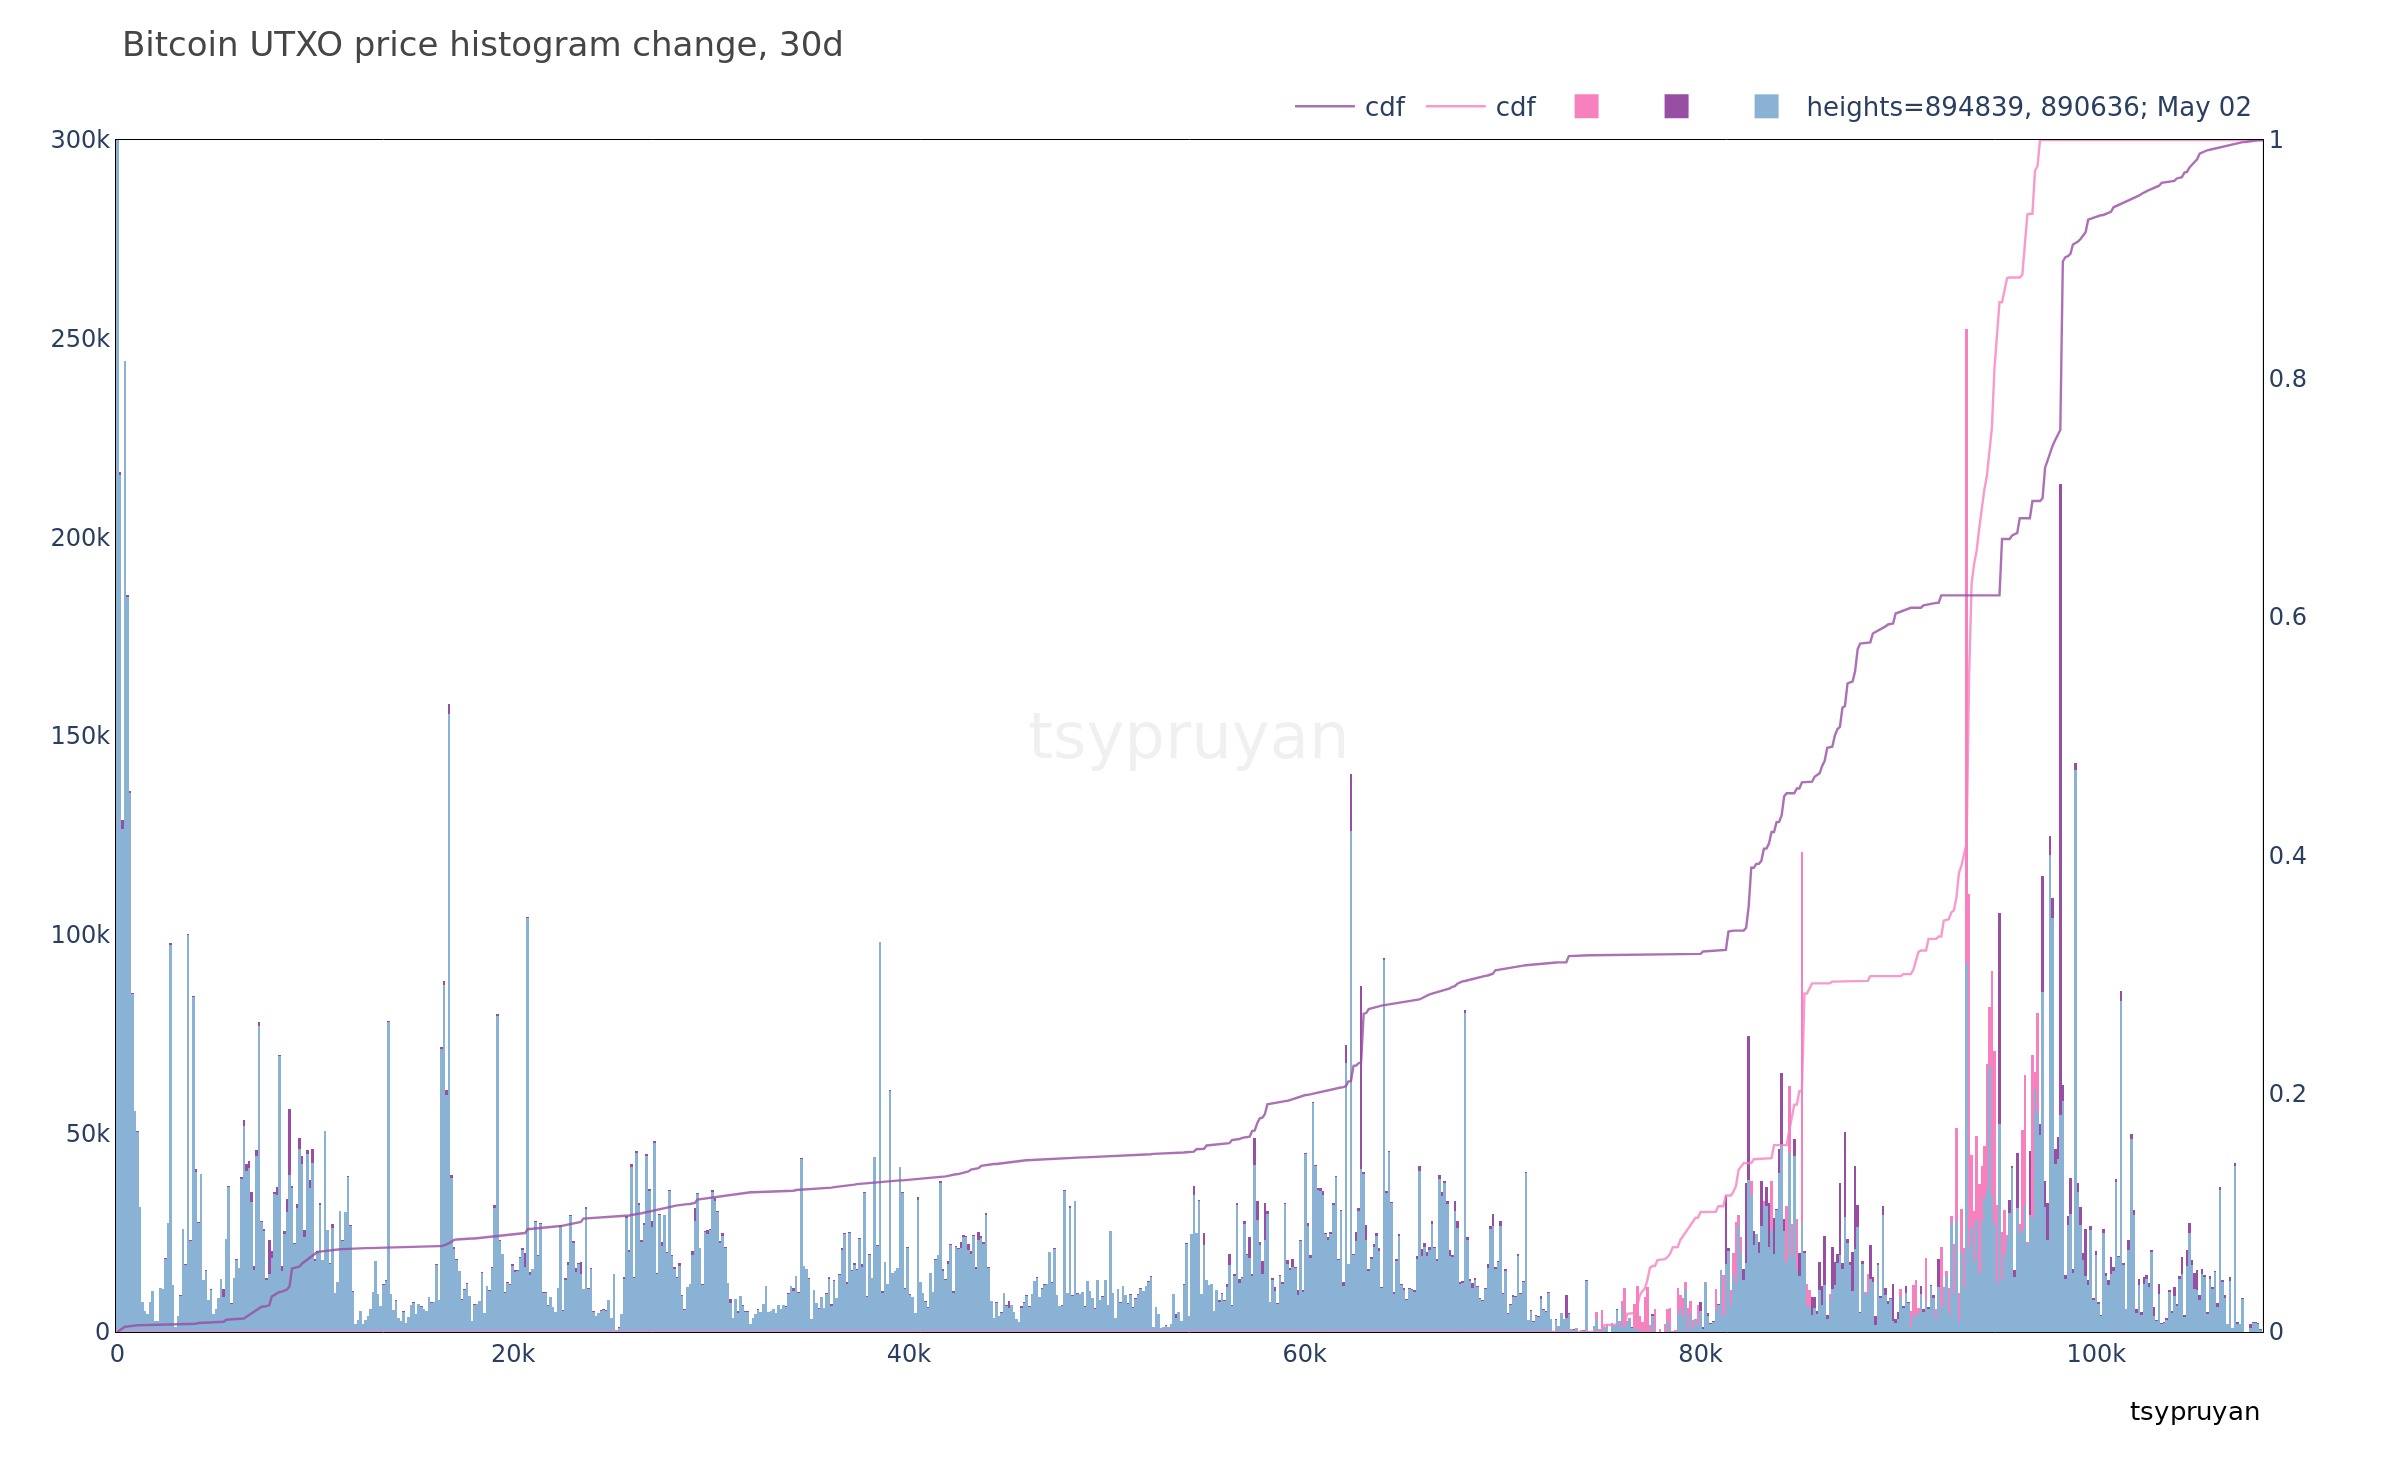 Bitcoin UTXO price histogram change, 30d
cdf cdf heights=894839, 890636; May 02
300k 1
250k
0.8
200k
0.6
150k
tsypruyan
0.4
100k
0.2
50k
0 0
0 20k 40k 60k 80k 100k
tsypruyan